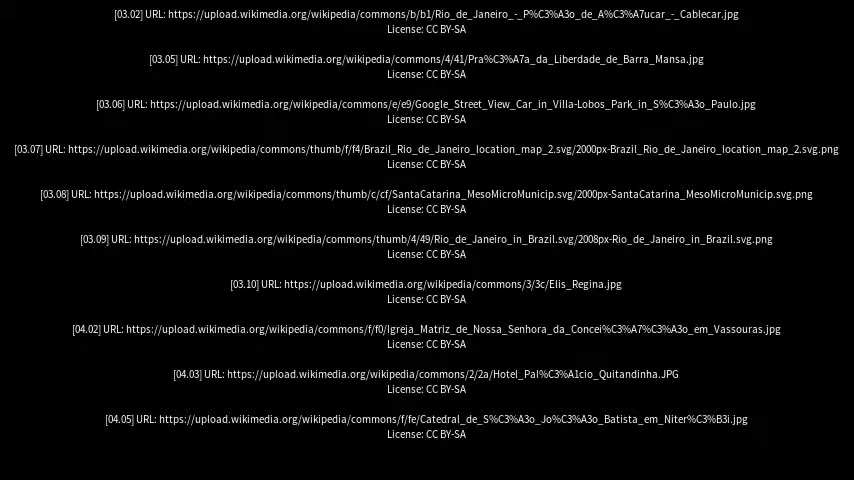 [03.02] URL: https://upload.wikimedia.org/wikipedia/commons/b/b1/Rio_de_Janeiro_-_P%C3%A3o_de_A%C3%A7ucar_-_Cablecar.jpg
License: CC BY-SA
[03.05] URL: https://upload.wikimedia.org/wikipedia/commons/4/41/Pra%C3%A7a_da_Liberdade_de_Barra_Mansa.jpg
License: CC BY-SA
[03.06] URL: https://upload.wikimedia.org/wikipedia/commons/e/e9/Google_Street_View_Car_in_Villa-Lobos_Park_in_S%C3%A3o_Paulo.jpg
License: CC BY-SA
[03.07] URL: https://upload.wikimedia.org/wikipedia/commons/thumb/f/f4/Brazil_Rio_de_Janeiro_location_map_2.svg/2000px-Brazil_Rio_de_Janeiro_location_map_2.svg.png
License: CC BY-SA
[03.08] URL: https://upload.wikimedia.org/wikipedia/commons/thumb/c/cf/SantaCatarina_MesoMicroMunicip.svg/2000px-SantaCatarina_MesoMicroMunicip.svg.png
License: CC BY-SA
[03.09] URL: https://upload.wikimedia.org/wikipedia/commons/thumb/4/49/Rio_de_Janeiro_in_Brazil.svg/2008px-Rio_de_Janeiro_in_Brazil.svg.png
License: CC BY-SA
[03.10] URL: https://upload.wikimedia.org/wikipedia/commons/3/3c/Elis_Regina.jpg
License: CC BY-SA
[04.02] URL: https://upload.wikimedia.org/wikipedia/commons/f/f0/Igreja_Matriz_de_Nossa_Senhora_da_Concei%C3%A7%C3%A3o_em_Vassouras.jpg
License: CC BY-SA
[04.03] URL: https://upload.wikimedia.org/wikipedia/commons/2/2a/Hotel_Pal%C3%A1cio_Quitandinha.JPG
License: CC BY-SA
[04.05] URL: https://upload.wikimedia.org/wikipedia/commons/f/fe/Catedral_de_S%C3%A3o_Jo%C3%A3o_Batista_em_Niter%C3%B3i.jpg
License: CC BY-SA